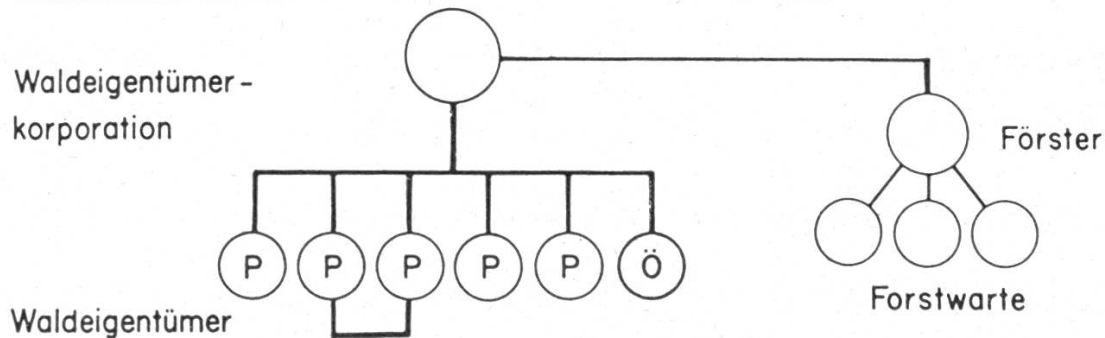 Waldeigentümer-
korporation
Förster
P P P P P Ö
Forstwarte
Waldeigentümer